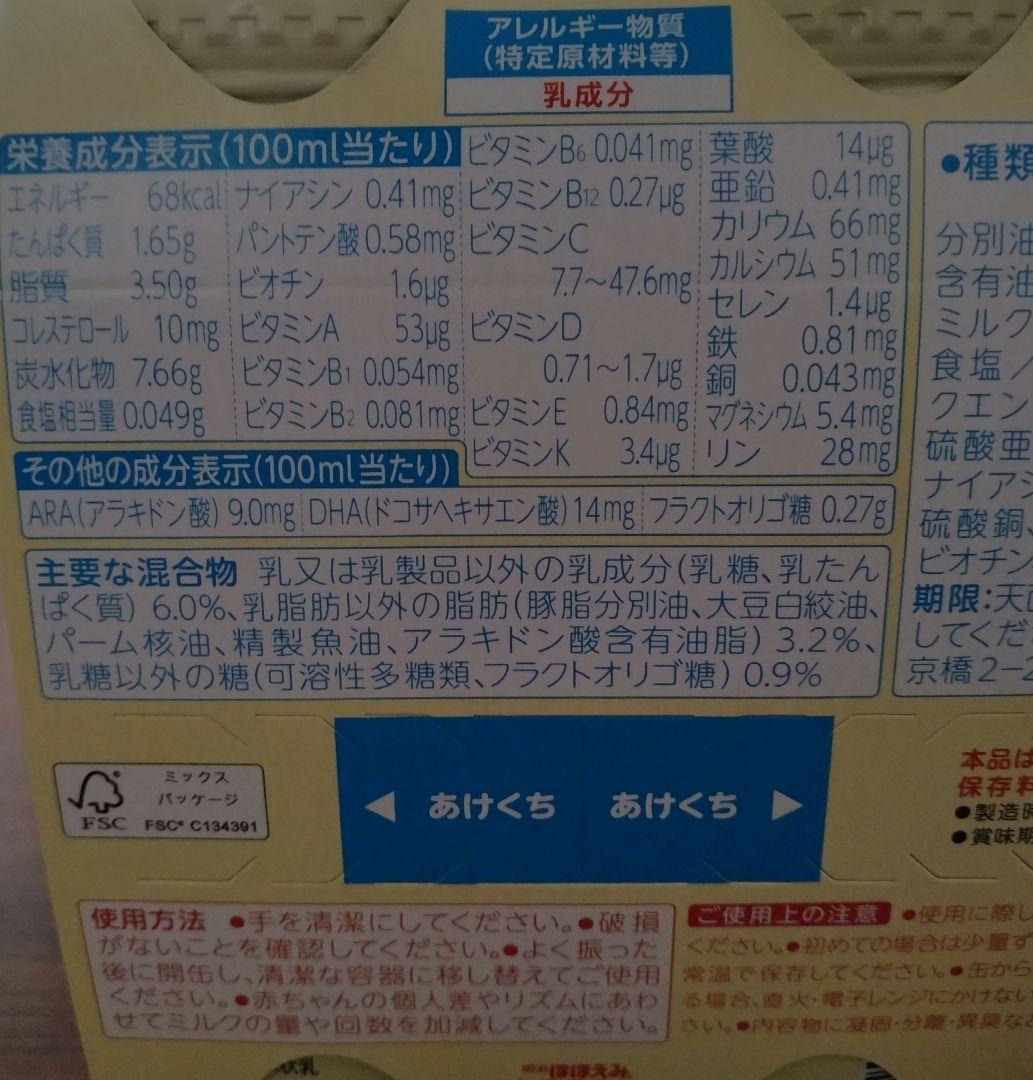 アレルギー物質
(特定原材料等)
乳成分
栄養成分表示(100ml当たり)
エネルギー 68kcal
たんぱく質 1.65g
脂質 3.50g
コレステロール 10mg
炭水化物 7.66g
食塩相当量 0.049g
ナイアシン 0.41mg
パントテン酸 0.58mg
ビオチン 1.6μg
ビタミンA 53μg
ビタミンB1 0.054mg
ビタミンB2 0.081mg
ビタミンB6 0.041mg
ビタミンB12 0.27μg
ビタミンC
7.7~47.6mg
ビタミンD
0.71~1.7μg
ビタミンE 0.84mg
ビタミンK 3.4μg
葉酸 14μg
亜鉛 0.41mg
カリウム 66mg
カルシウム 51mg
セレン 1.4μg
鉄 0.81mg
銅 0.043mg
マグネシウム 5.4mg
リン 28mg
その他の成分表示(100ml当たり)
ARA(アラキドン酸) 9.0mg DHA(ドコサヘキサエン酸) 14mg フラクトオリゴ糖 0.27g
主要な混合物 乳又は乳製品以外の乳成分(乳糖、乳たん
ぱく質) 6.0%、乳脂肪以外の脂肪(豚脂分別油、大豆白絞油、
パーム核油、精製魚油、アラキドン酸含有油脂) 3.2%、
乳糖以外の糖(可溶性多糖類、フラクトオリゴ糖) 0.9%
●種類
分別油
含有油
ミルク
食塩/
クエン
硫酸亜
ナイアシ
硫酸銅、
ビオチン
期限:天
してくだ
京橋2-2
FSC
ミックス
パッケージ
FSC® C134391
◀ あけくち あけくち ▶
本品は
保存料
●製造時
●賞味期
使用方法 ●手を清潔にしてください。●破損
がないことを確認してください。●よく振った
後に開缶し、清潔な容器に移し替えてご使用
ください。●赤ちゃんの個人差やリズムにあわ
せてミルクの量や回数を加減してください。
ご使用上の注意 ●使用に際し
ください。●初めての場合は少量ず
常温で保存してください。●缶から
る場合、直火・電子レンジにかけない
さい。●内容物に凝固・分離・異臭など
状乳
ほほえみ